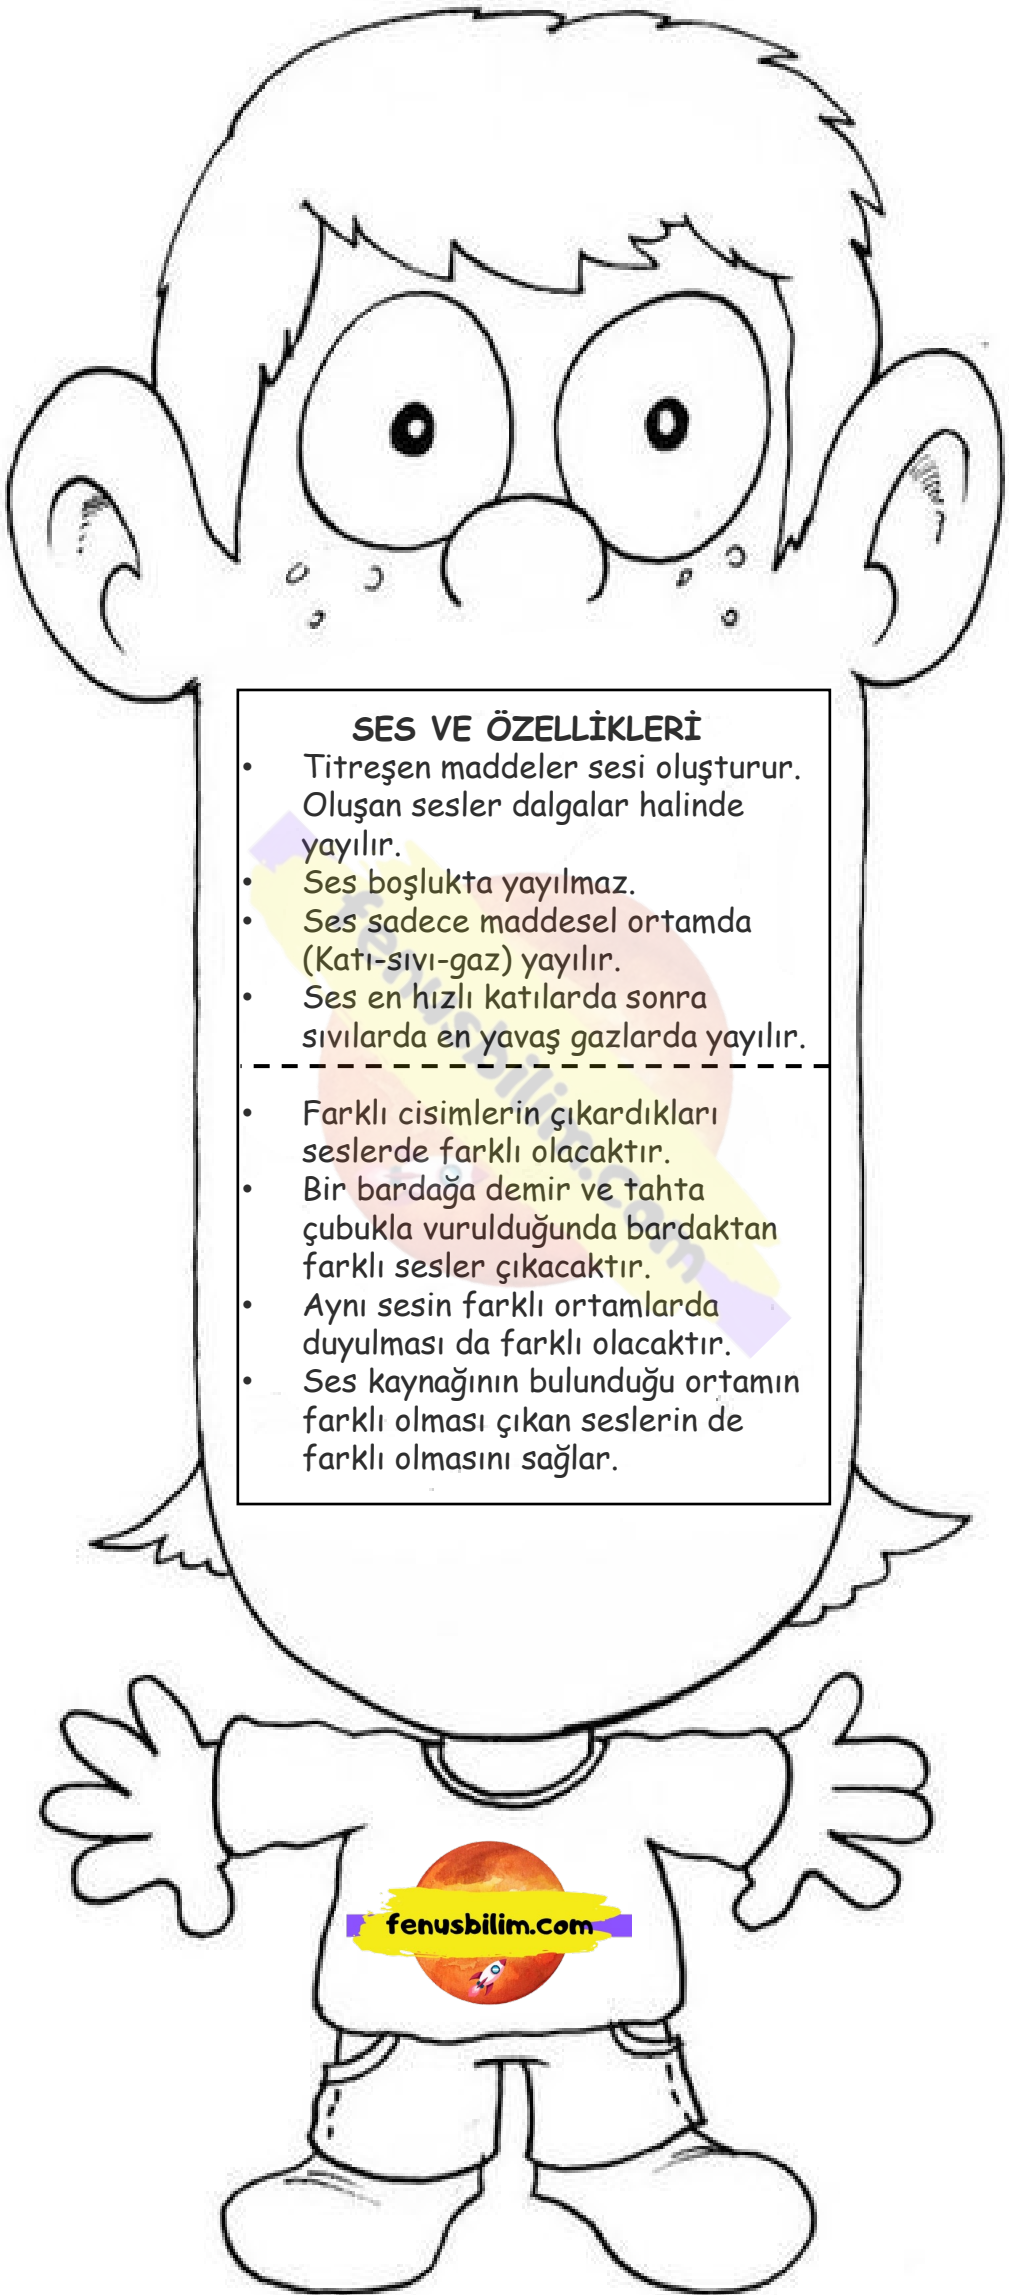 SES VE ÖZELLİKLERİ
• Titreşen maddeler sesi oluşturur.
Oluşan sesler dalgalar halinde
yayılır.
• Ses boşlukta yayılmaz.
• Ses sadece maddesel ortamda
(Katı-sıvı-gaz) yayılır.
• Ses en hızlı katılarda sonra
sıvılarda en yavaş gazlarda yayılır.
• Farklı cisimlerin çıkardıkları
seslerde farklı olacaktır.
• Bir bardağa demir ve tahta
çubukla vurulduğunda bardaktan
farklı sesler çıkacaktır.
• Aynı sesin farklı ortamlarda
duyulması da farklı olacaktır.
• Ses kaynağının bulunduğu ortamın
farklı olması çıkan seslerin de
farklı olmasını sağlar.
fenusbilim.com
fenusbilim.com